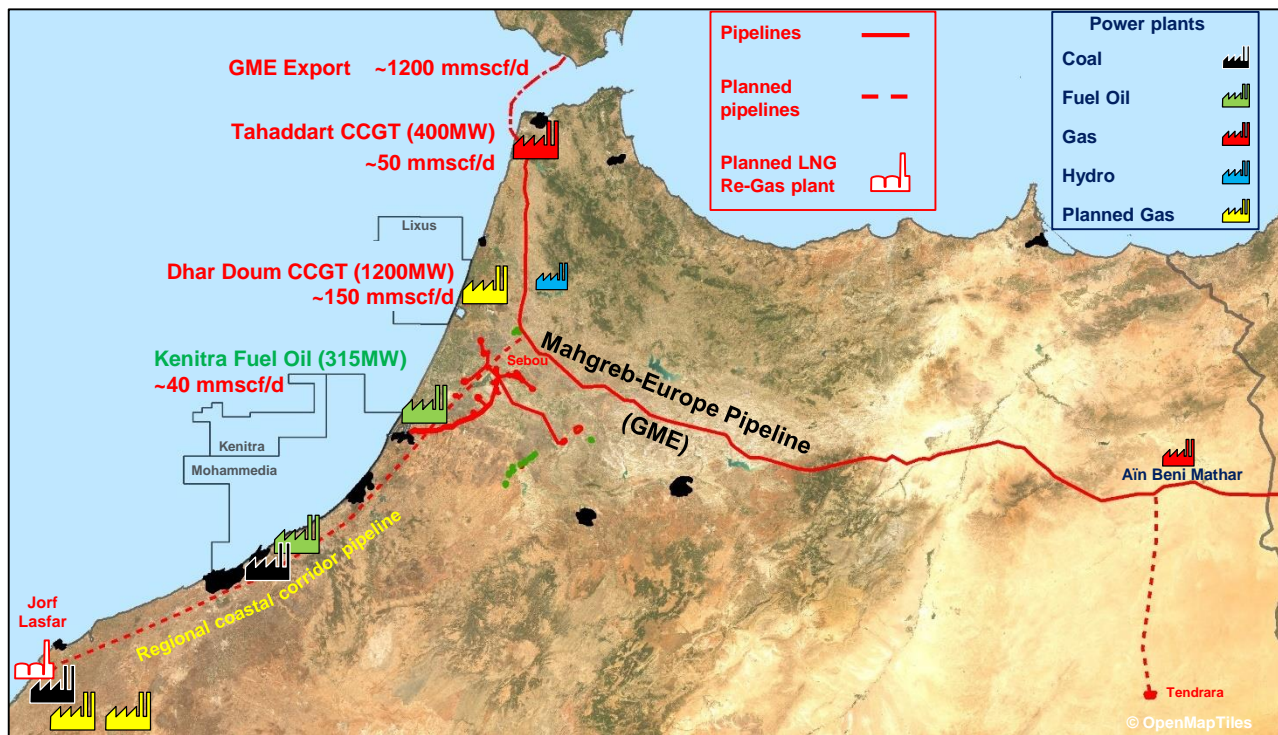 GME Export ~1200 mmscf/d
Tahaddart CCGT (400MW)
~50 mmscf/d
Lixus
Dhar Doum CCGT (1200MW)
~150 mmscf/d
Kenitra Fuel Oil (315MW)
~40 mmscf/d
Kenitra
Mohammedia
Sebou
Mahgreb-Europe Pipeline
(GME)
Aïn Beni Mathar
Regional coastal corridor pipeline
Jorf
Lasfar
Tendrara
Pipelines
Planned
pipelines
Planned LNG
Re-Gas plant
Power plants
Coal
Fuel Oil
Gas
Hydro
Planned Gas
© OpenMapTiles